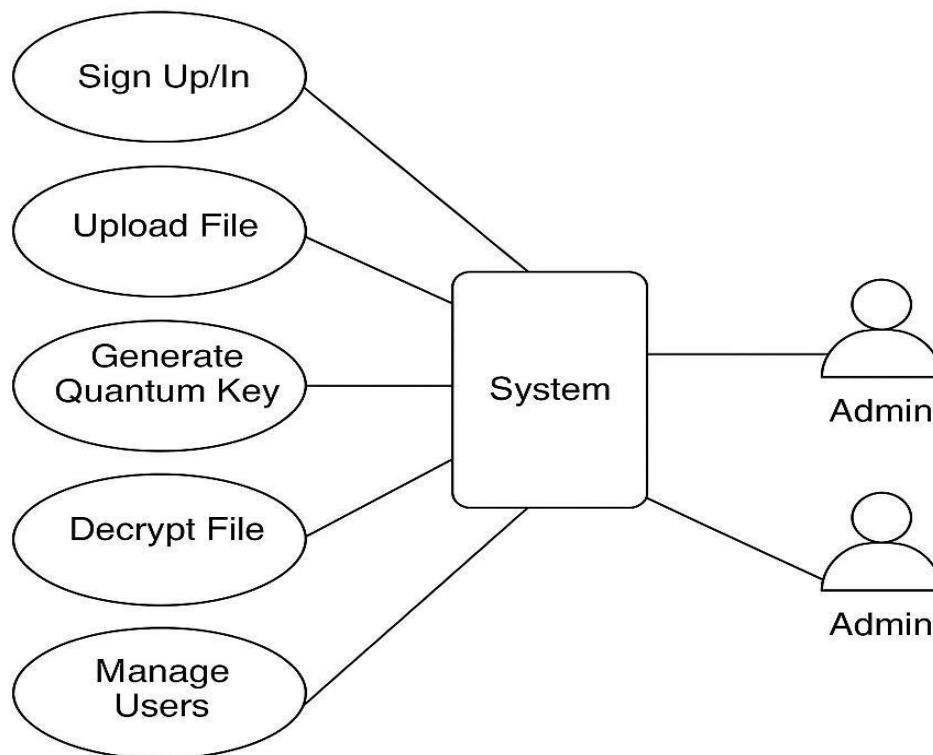 Sign Up/In
Upload File
Generate
Quantum Key
Decrypt File
Manage
Users
System
Admin
Admin